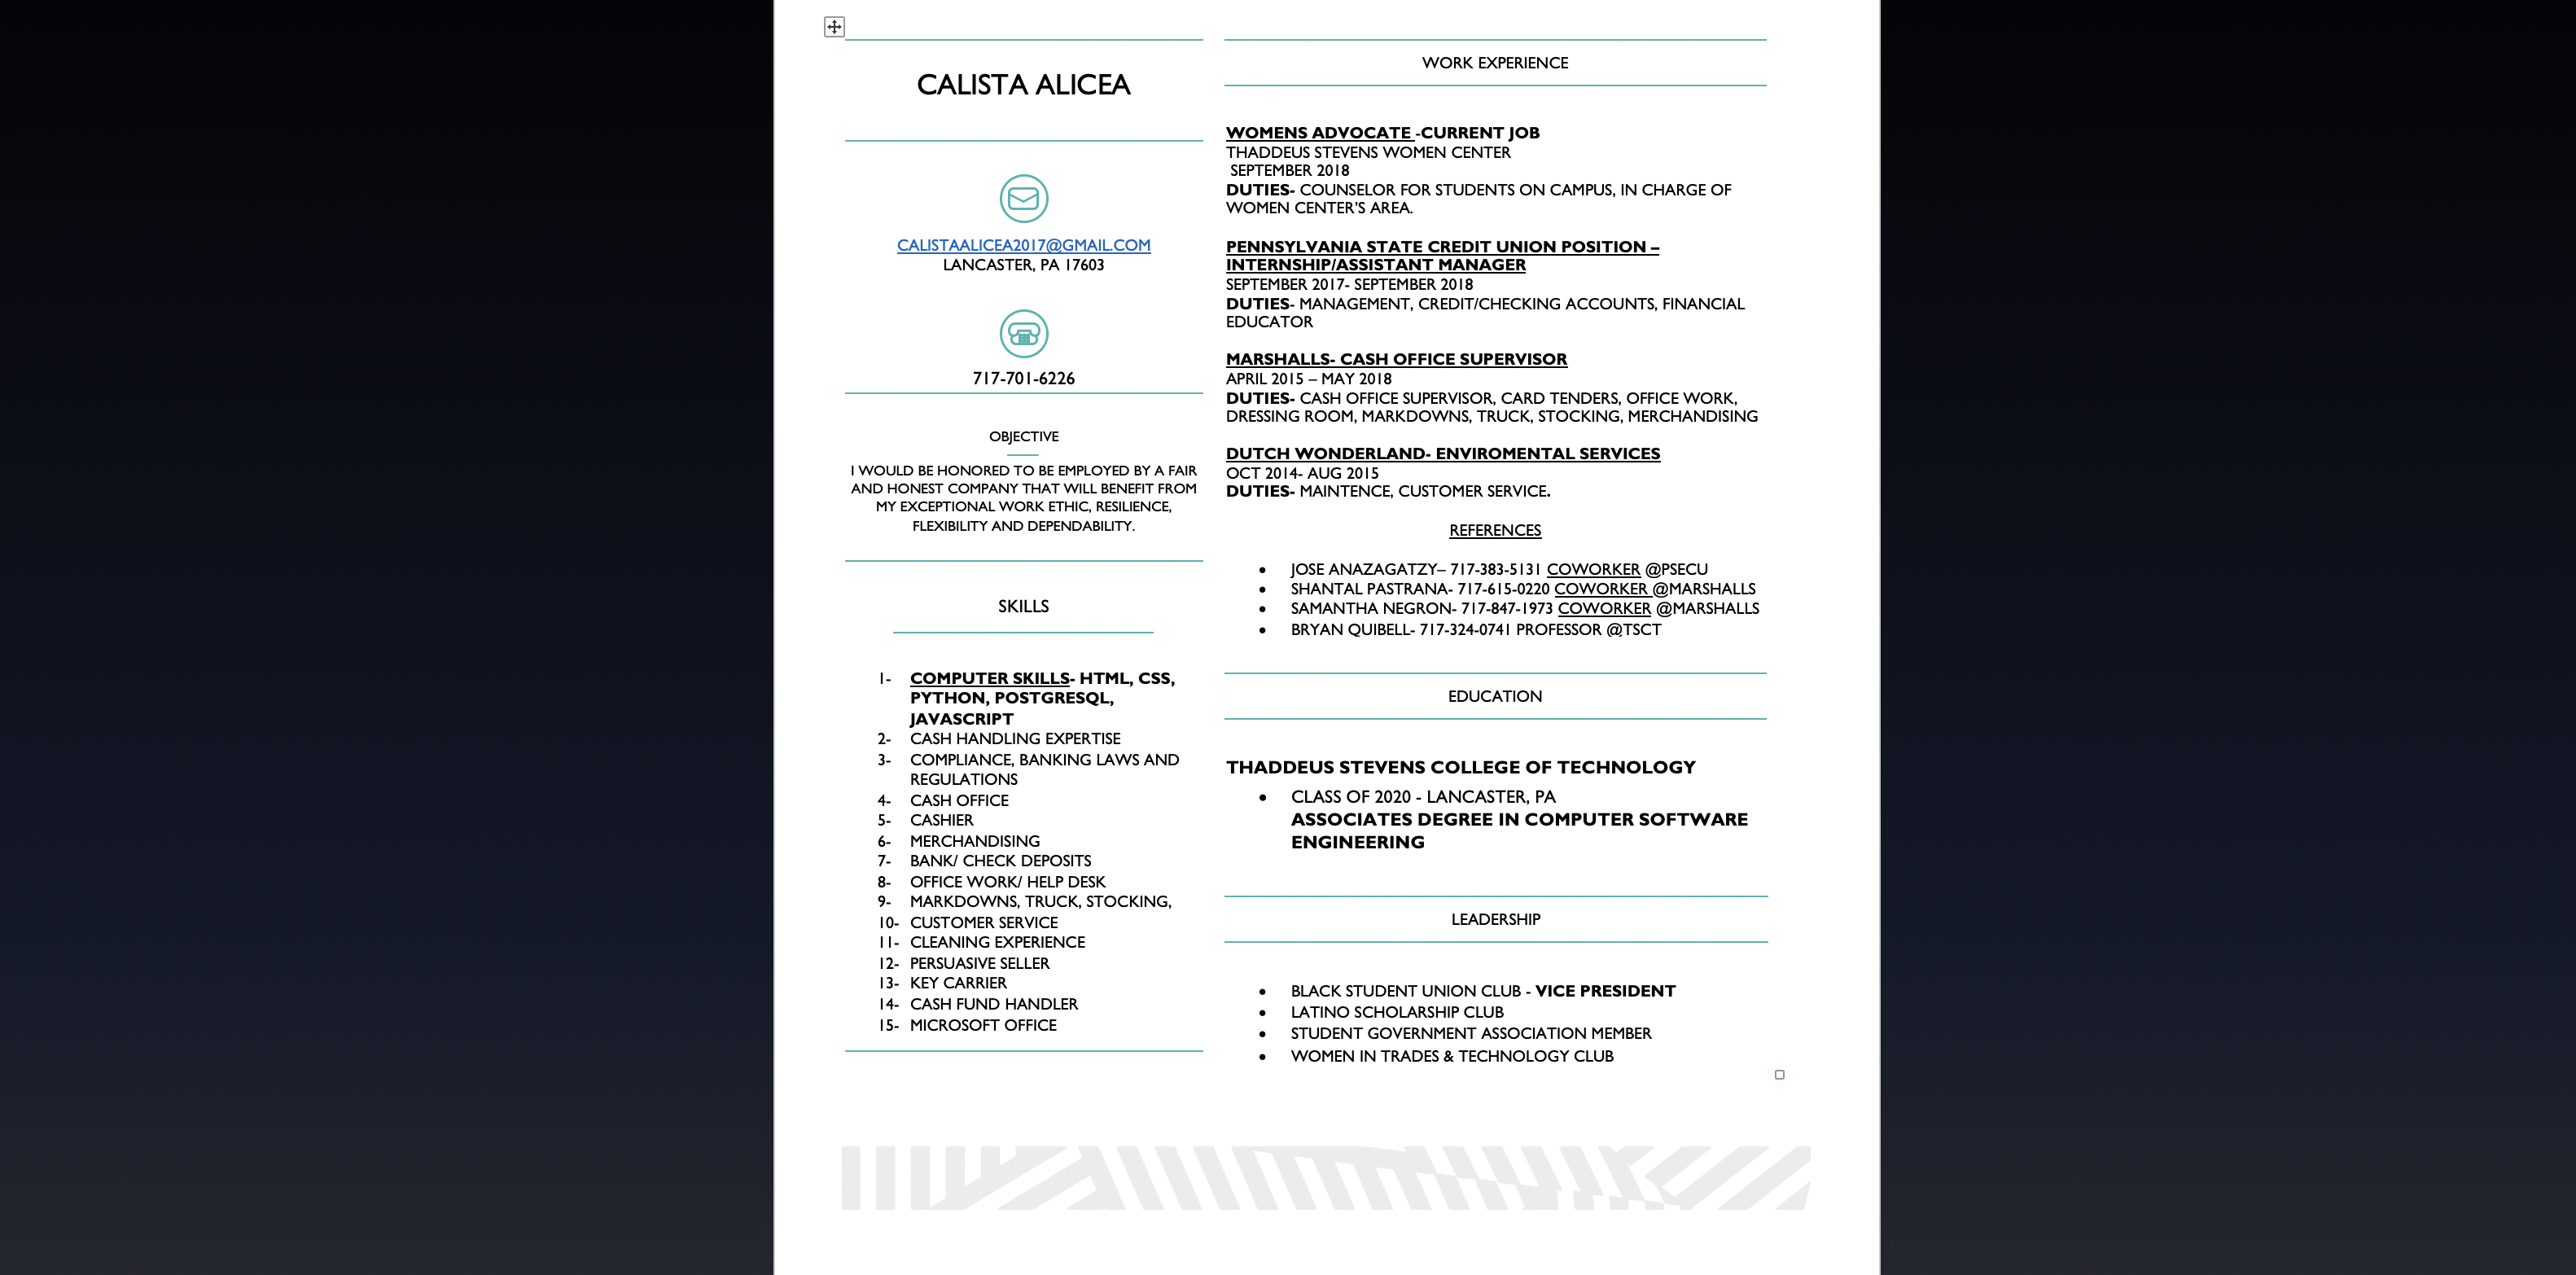 CALISTA ALICEA
CALISTAALICEA2017@GMAIL.COM
LANCASTER, PA 17603
717-701-6226
OBJECTIVE
I WOULD BE HONORED TO BE EMPLOYED BY A FAIR
AND HONEST COMPANY THAT WILL BENEFIT FROM
MY EXCEPTIONAL WORK ETHIC, RESILIENCE,
FLEXIBILITY AND DEPENDABILITY.
SKILLS
1- COMPUTER SKILLS- HTML, CSS,
PYTHON, POSTGRESQL,
JAVASCRIPT
2- CASH HANDLING EXPERTISE
3- COMPLIANCE, BANKING LAWS AND
REGULATIONS
4- CASH OFFICE
5- CASHIER
6- MERCHANDISING
7- BANK/ CHECK DEPOSITS
8- OFFICE WORK/ HELP DESK
9- MARKDOWNS, TRUCK, STOCKING,
10- CUSTOMER SERVICE
11- CLEANING EXPERIENCE
12- PERSUASIVE SELLER
13- KEY CARRIER
14- CASH FUND HANDLER
15- MICROSOFT OFFICE
WORK EXPERIENCE
WOMENS ADVOCATE -CURRENT JOB
THADDEUS STEVENS WOMEN CENTER
SEPTEMBER 2018
DUTIES- COUNSELOR FOR STUDENTS ON CAMPUS, IN CHARGE OF
WOMEN CENTER'S AREA.
PENNSYLVANIA STATE CREDIT UNION POSITION –
INTERNSHIP/ASSISTANT MANAGER
SEPTEMBER 2017- SEPTEMBER 2018
DUTIES- MANAGEMENT, CREDIT/CHECKING ACCOUNTS, FINANCIAL
EDUCATOR
MARSHALLS- CASH OFFICE SUPERVISOR
APRIL 2015 – MAY 2018
DUTIES- CASH OFFICE SUPERVISOR, CARD TENDERS, OFFICE WORK,
DRESSING ROOM, MARKDOWNS, TRUCK, STOCKING, MERCHANDISING
DUTCH WONDERLAND- ENVIROMENTAL SERVICES
OCT 2014- AUG 2015
DUTIES- MAINTENCE, CUSTOMER SERVICE.
REFERENCES
• JOSE ANAZAGATZY– 717-383-5131 COWORKER @PSECU
• SHANTAL PASTRANA- 717-615-0220 COWORKER @MARSHALLS
• SAMANTHA NEGRON- 717-847-1973 COWORKER @MARSHALLS
• BRYAN QUIBELL- 717-324-0741 PROFESSOR @TSCT
EDUCATION
THADDEUS STEVENS COLLEGE OF TECHNOLOGY
• CLASS OF 2020 - LANCASTER, PA
ASSOCIATES DEGREE IN COMPUTER SOFTWARE
ENGINEERING
LEADERSHIP
• BLACK STUDENT UNION CLUB - VICE PRESIDENT
• LATINO SCHOLARSHIP CLUB
• STUDENT GOVERNMENT ASSOCIATION MEMBER
• WOMEN IN TRADES & TECHNOLOGY CLUB